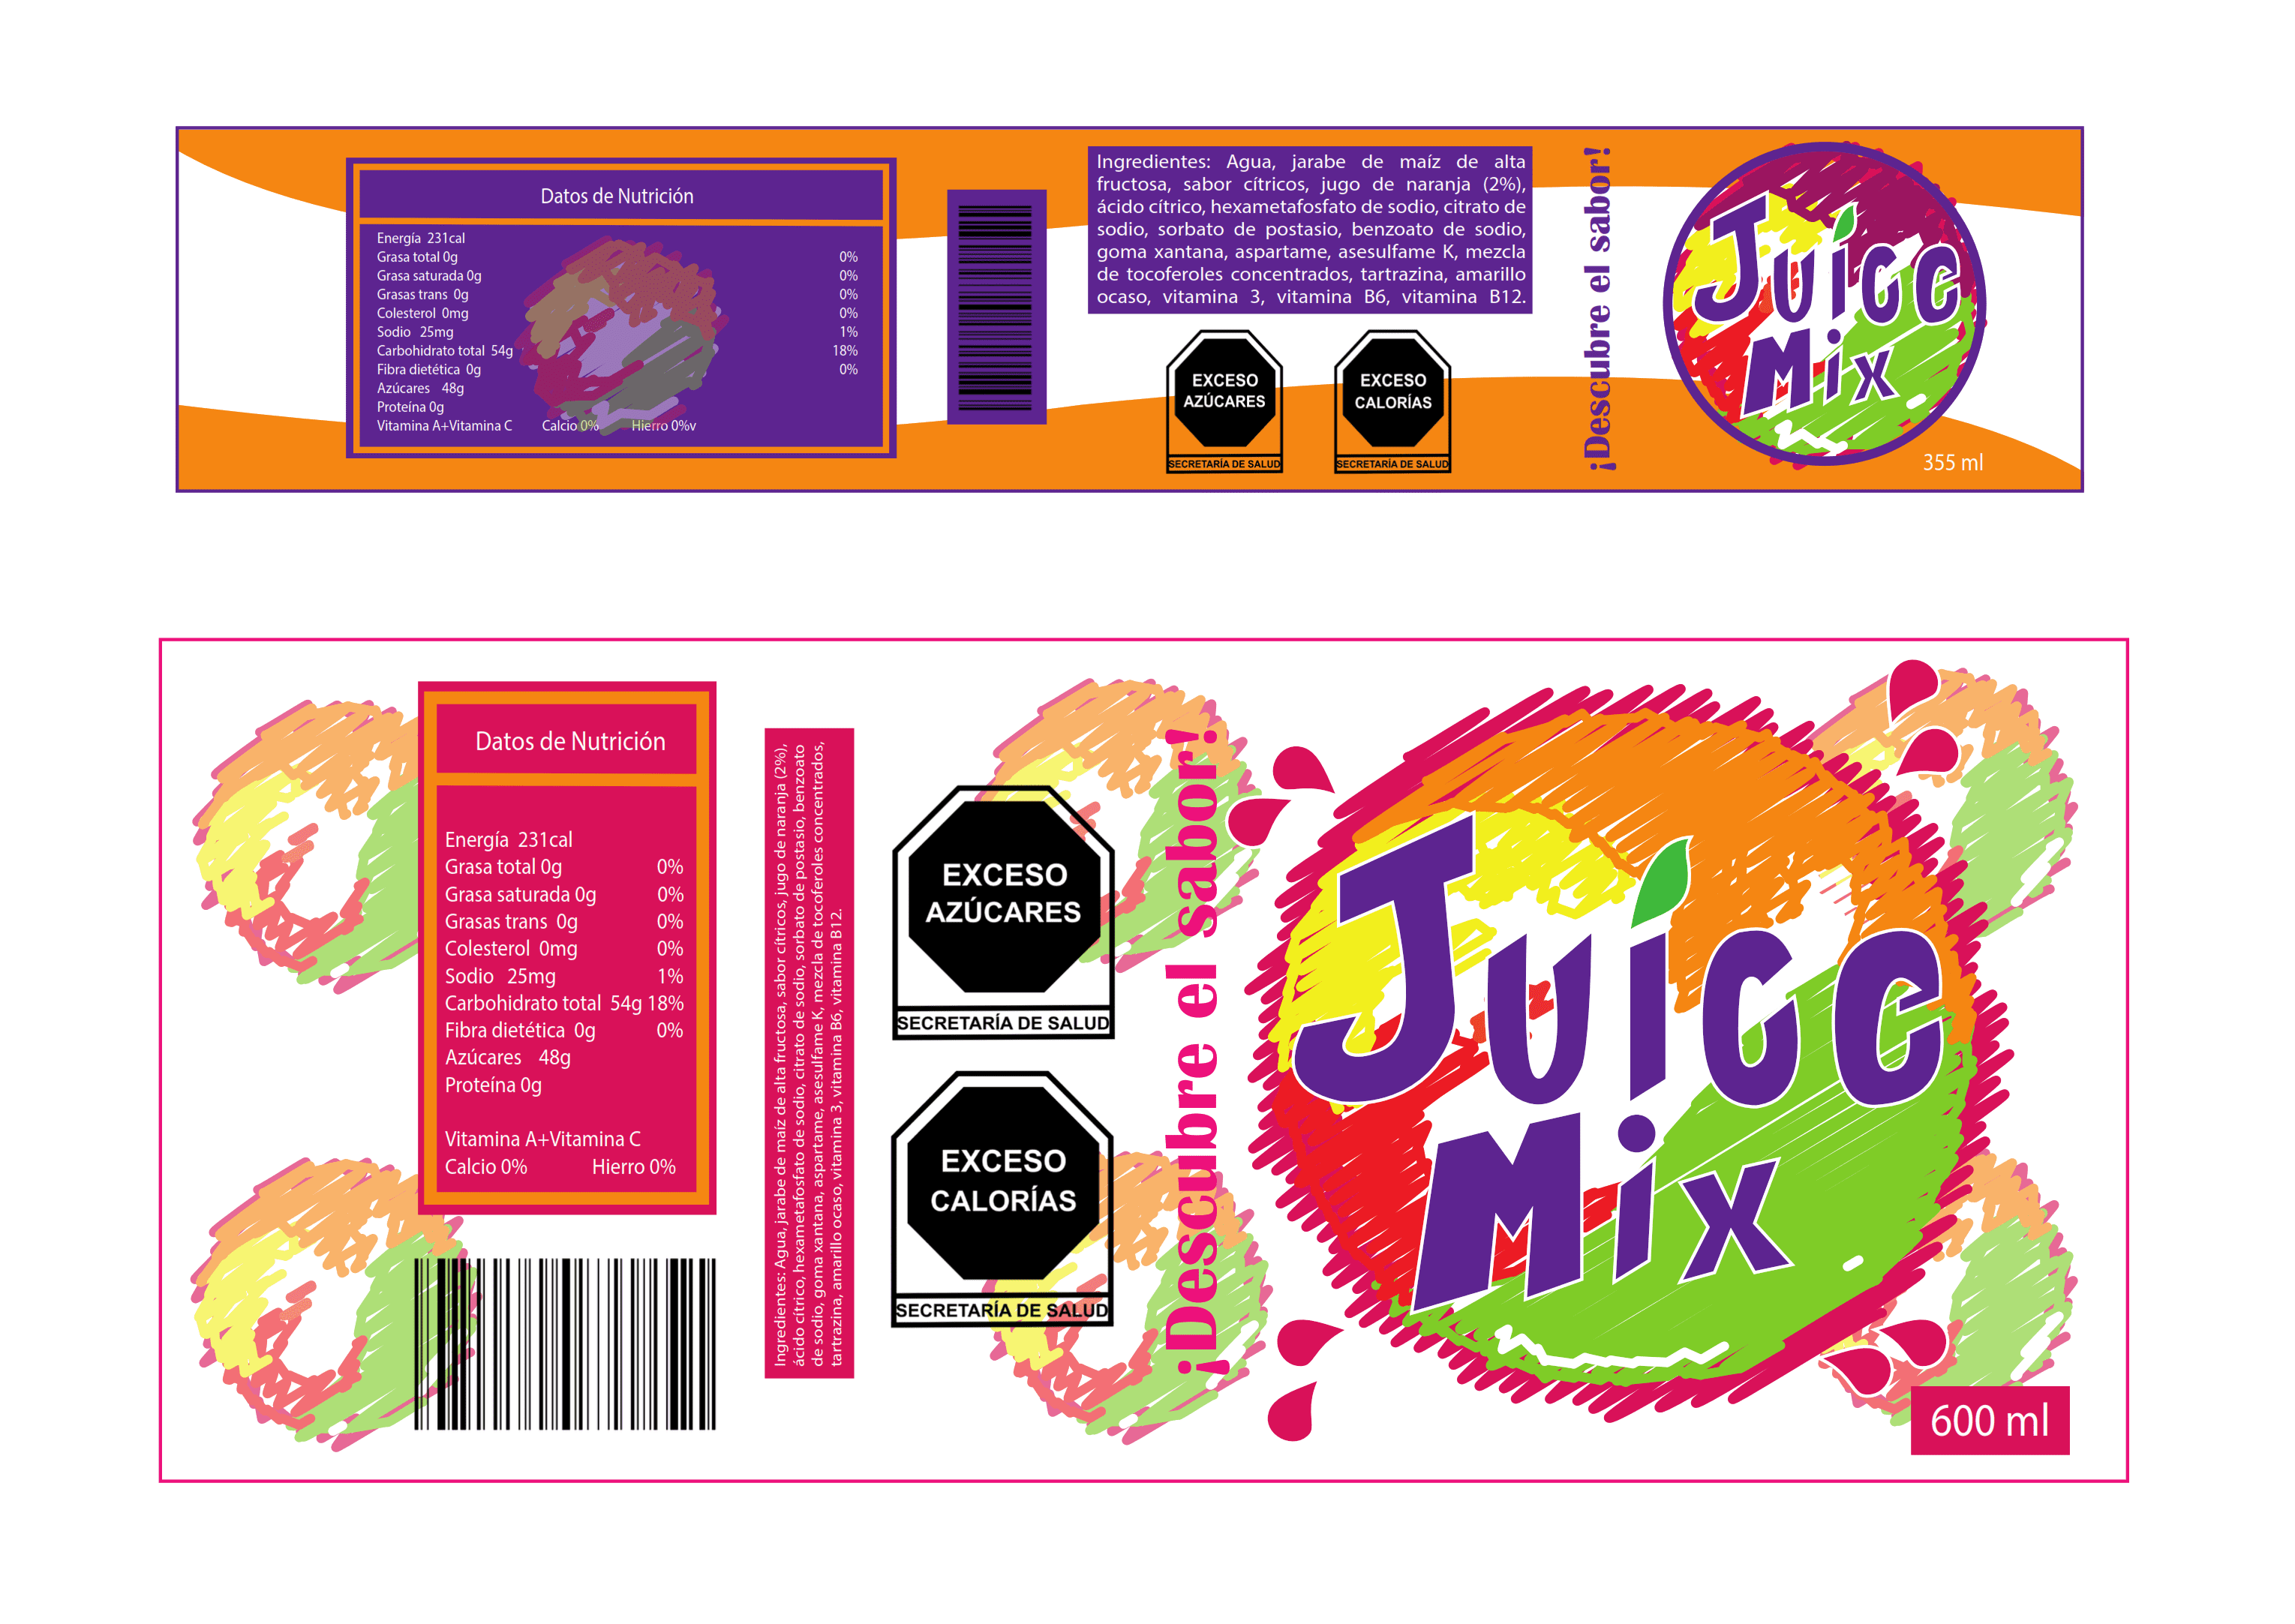 Datos de Nutrición
Energía 231cal
Grasa total 0g 0%
Grasa saturada 0g 0%
Grasas trans 0g 0%
Colesterol 0mg 0%
Sodio 25mg 1%
Carbohidrato total 54g 18%
Fibra dietética 0g 0%
Azúcares 48g
Proteína 0g
Vitamina A+Vitamina C Calcio 0% Hierro 0%v
Ingredientes: Agua, jarabe de maíz de alta
fructosa, sabor cítricos, jugo de naranja (2%),
ácido cítrico, hexametafosfato de sodio, citrato de
sodio, sorbato de postasio, benzoato de sodio,
goma xantana, aspartame, asesulfame K, mezcla
de tocoferoles concentrados, tartrazina, amarillo
ocaso, vitamina 3, vitamina B6, vitamina B12.
EXCESO
AZÚCARES
SECRETARÍA DE SALUD
EXCESO
CALORÍAS
SECRETARÍA DE SALUD
¡Descubre el sabor!
Juicc
Mix
355 ml
Datos de Nutrición
Energía 231cal
Grasa total 0g 0%
Grasa saturada 0g 0%
Grasas trans 0g 0%
Colesterol 0mg 0%
Sodio 25mg 1%
Carbohidrato total 54g 18%
Fibra dietética 0g 0%
Azúcares 48g
Proteína 0g
Vitamina A+Vitamina C
Calcio 0% Hierro 0%
Ingredientes: Agua, jarabe de maíz de alta fructosa, sabor cítricos, jugo de naranja (2%),
ácido cítrico, hexametafosfato de sodio, citrato de sodio, sorbato de postasio, benzoato
de sodio, goma xantana, aspartame, asesulfame K, mezcla de tocoferoles concentrados,
tartrazina, amarillo ocaso, vitamina 3, vitamina B6, vitamina B12.
EXCESO
AZÚCARES
SECRETARÍA DE SALUD
EXCESO
CALORÍAS
SECRETARÍA DE SALUD
¡Descubre el sabor!
Juicc
Mix
600 ml